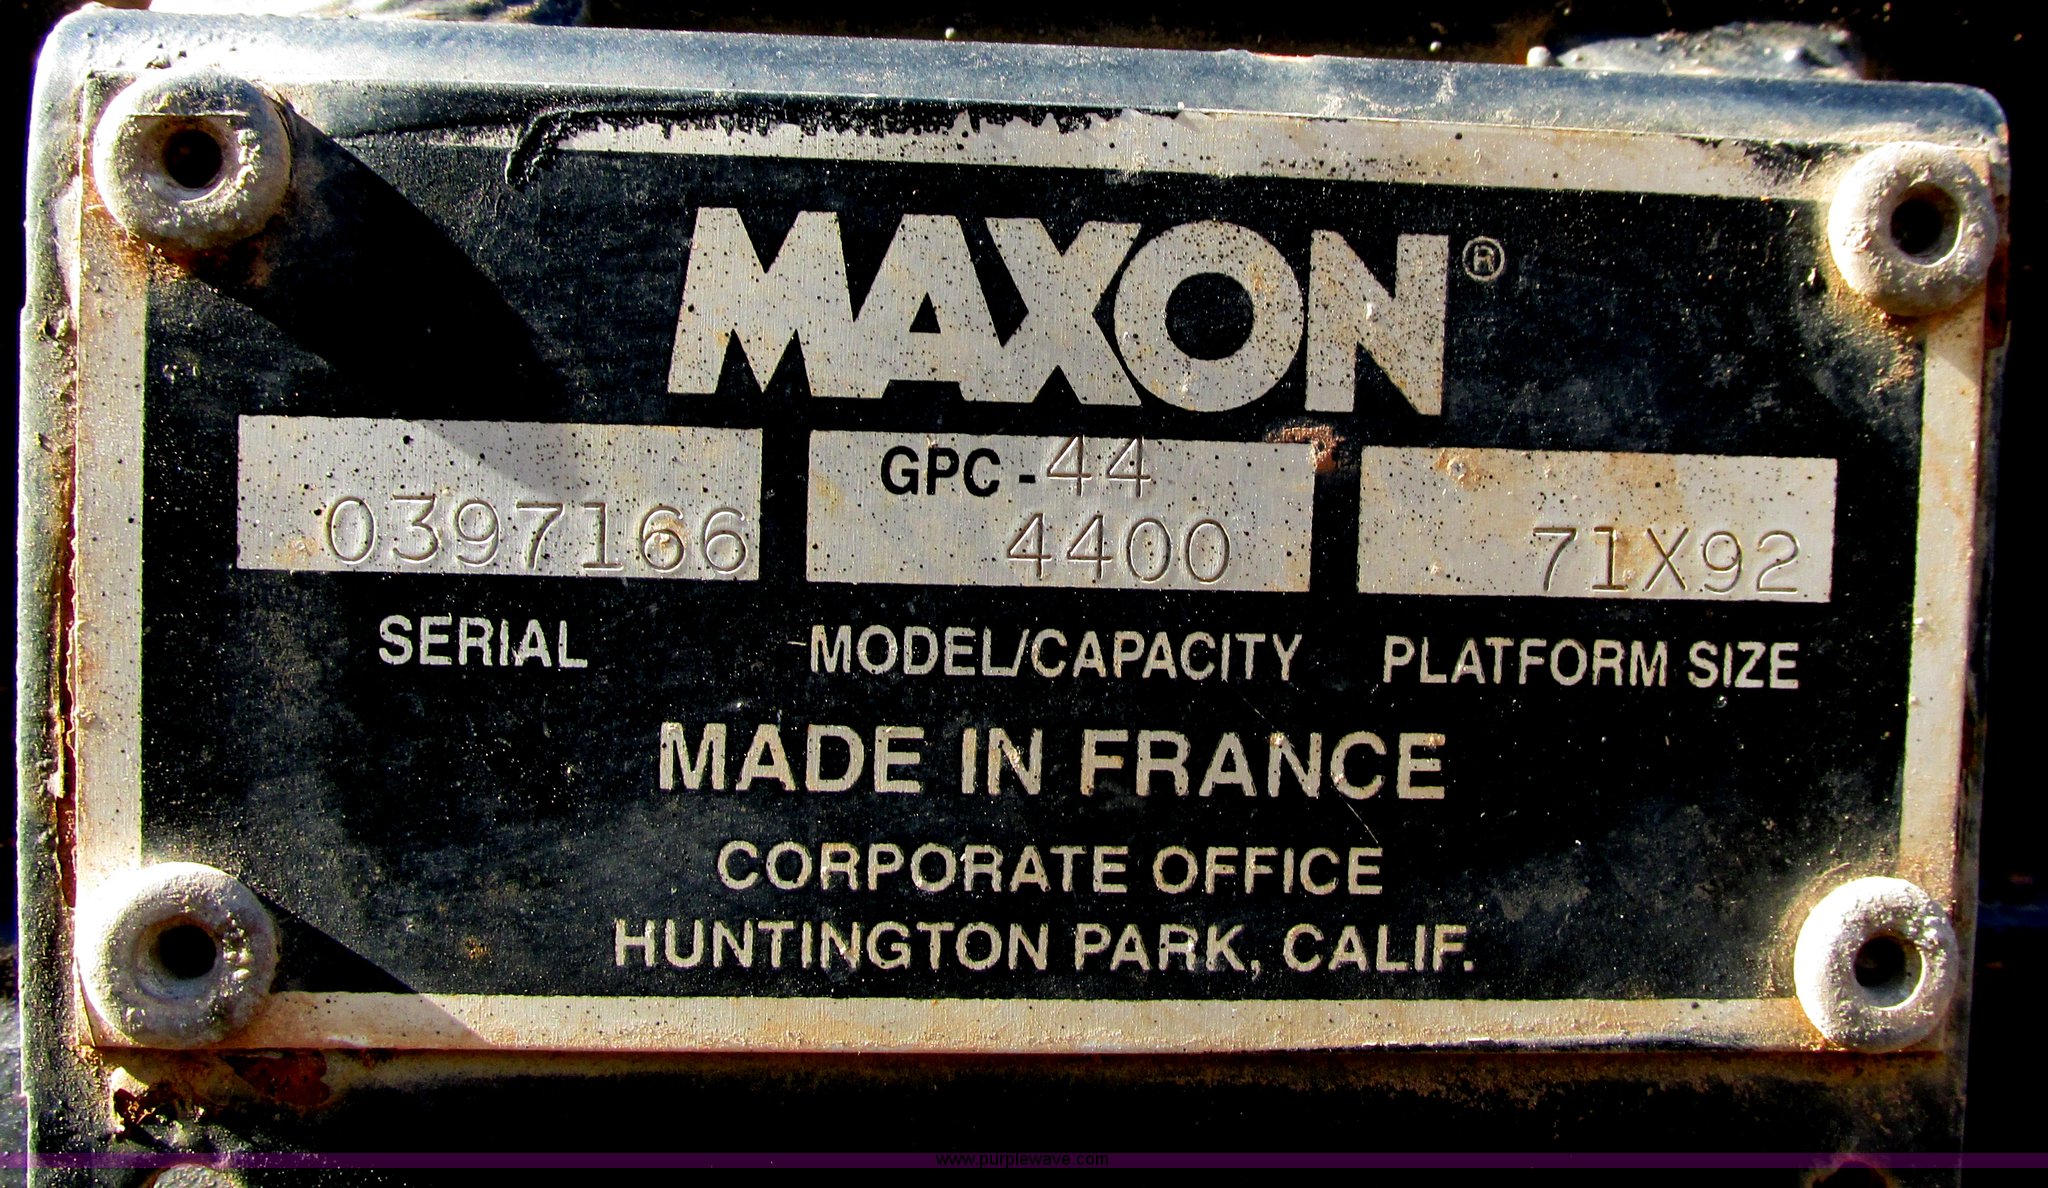 MAXON®
0397166
GPC-44
4400
71X92
SERIAL
MODEL/CAPACITY
PLATFORM SIZE
MADE IN FRANCE
CORPORATE OFFICE
HUNTINGTON PARK, CALIF.
www.purplewave.com